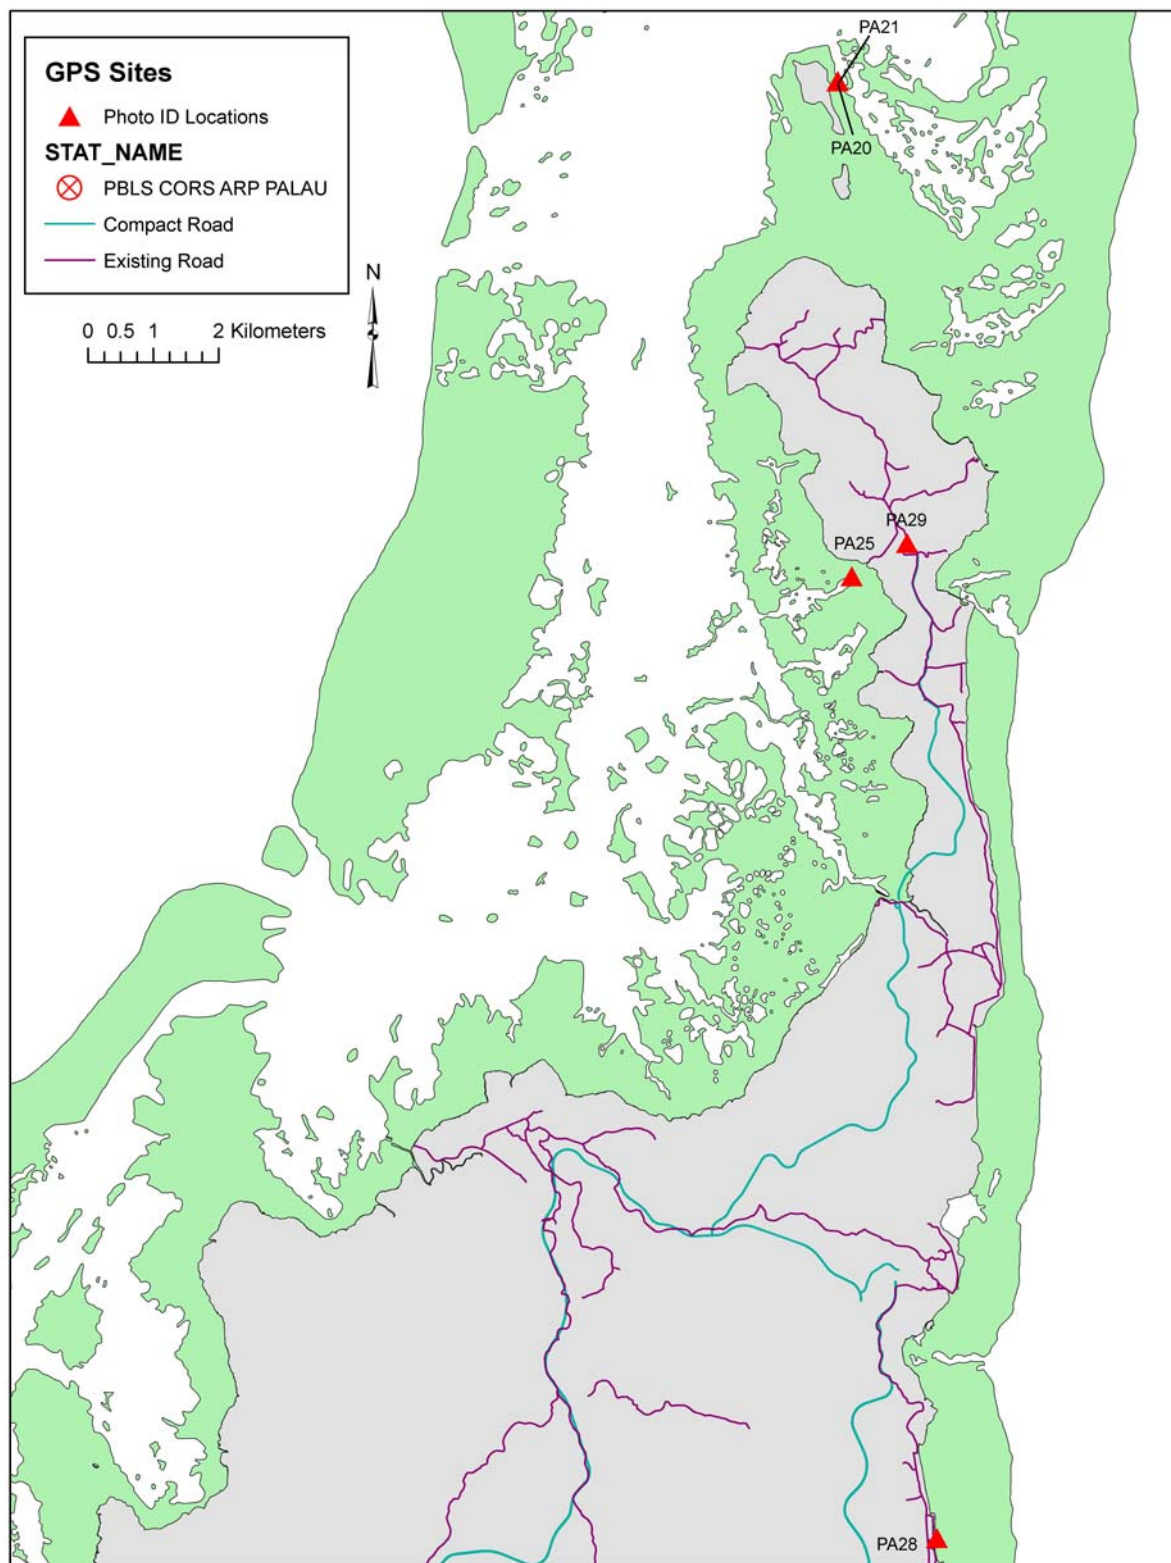 GPS Sites
Photo ID Locations
STAT_NAME
PBLS CORS ARP PALAU
Compact Road
Existing Road
N
0 0.5 1 2 Kilometers
PA21
PA20
PA29
PA25
PA28